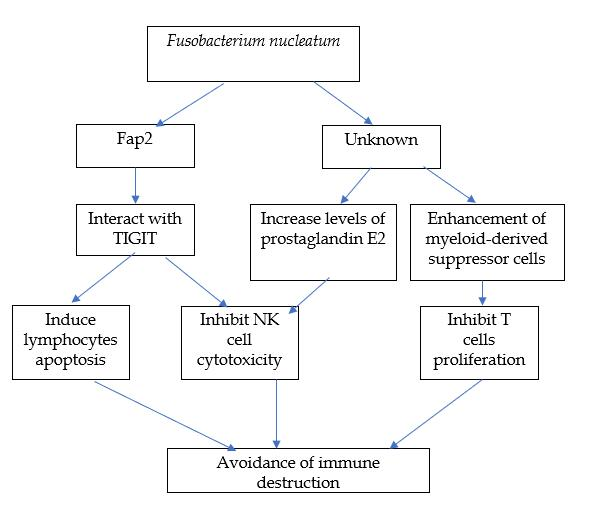 Fusobacterium nucleatum
Fap2
Unknown
Interact with
TIGIT
Increase levels of
prostaglandin E2
Enhancement of
myeloid-derived
suppressor cells
Induce
lymphocytes
apoptosis
Inhibit NK
cell
cytotoxicity
Inhibit T
cells
proliferation
Avoidance of immune
destruction